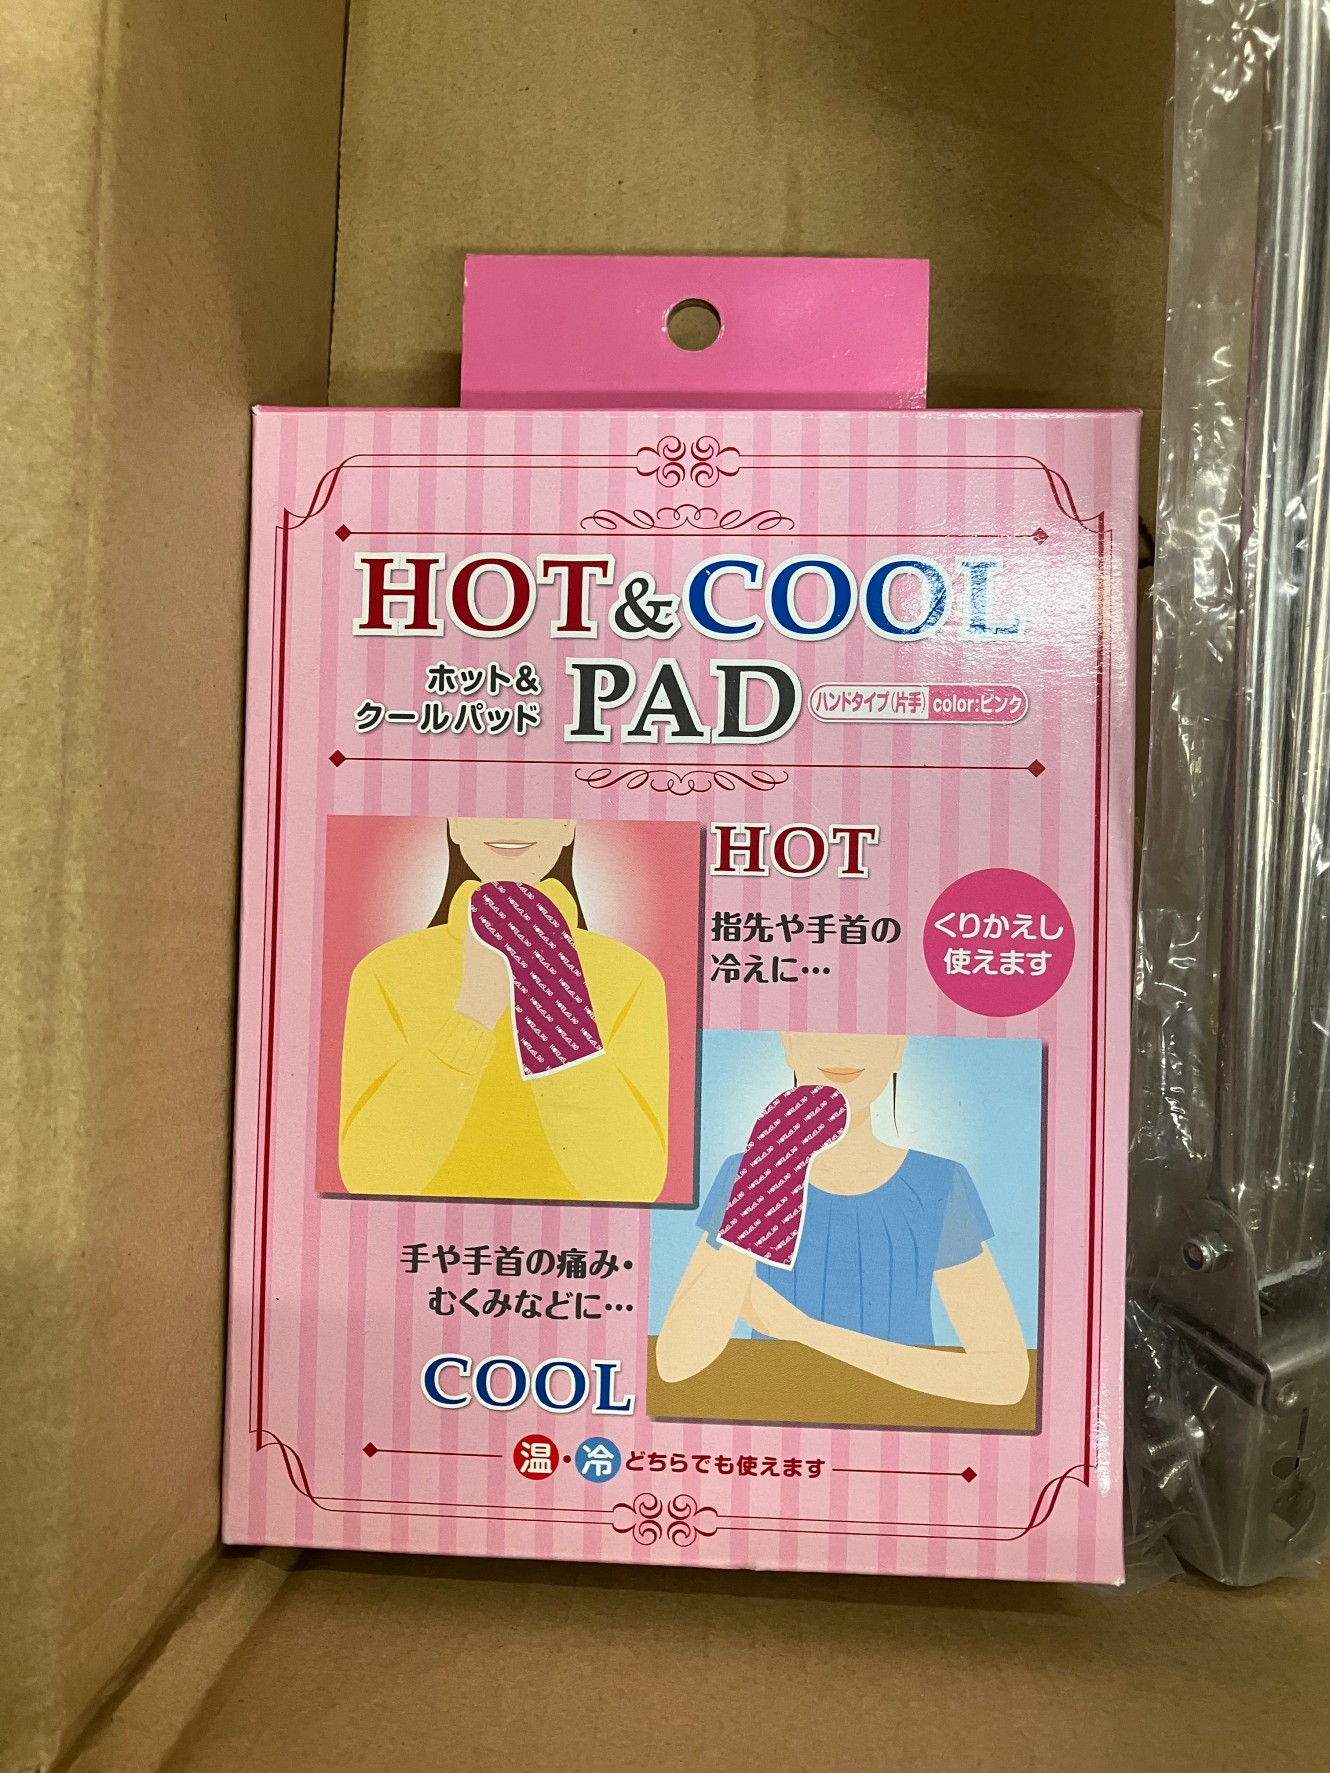 HOT&COOL
ホット&
クールパッド
PAD
ハンドタイプ(片手) color:ピンク
HOT
指先や手首の
冷えに…
くりかえし
使えます
手や手首の痛み・
むくみなどに…
COOL
温・冷 どちらでも使えます